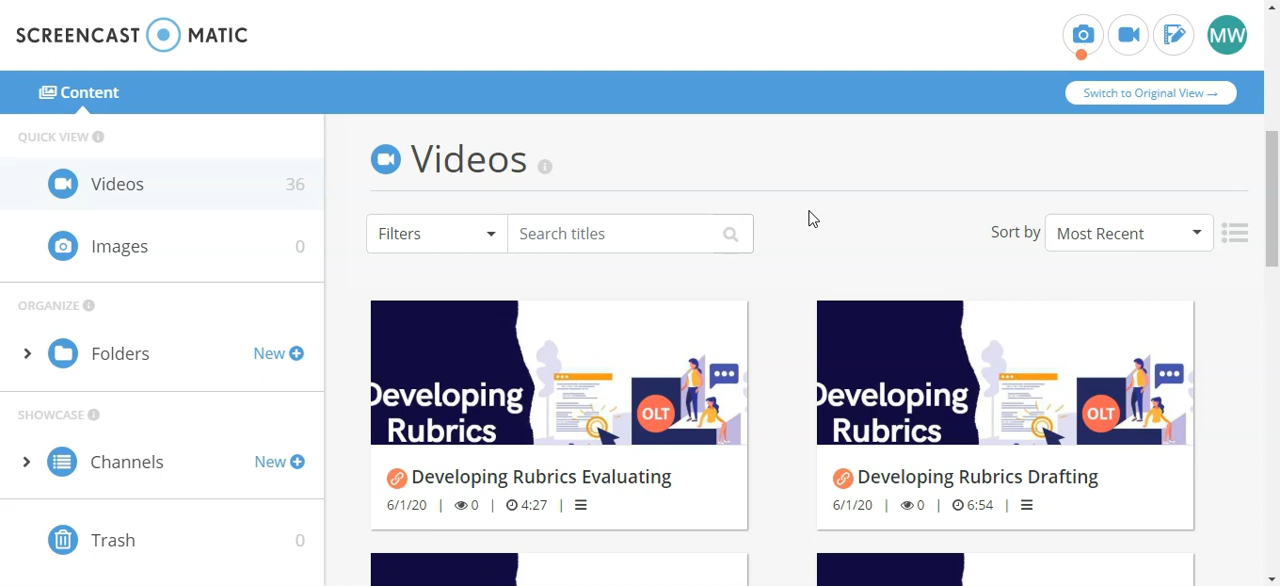 SCREENCAST MATIC
MW
Content
Switch to Original View →
QUICK VIEW
Videos 36
Images 0
ORGANIZE
Folders New
SHOWCASE
Channels New
Trash 0
Videos
Filters Search titles
Sort by Most Recent
Developing
Rubrics
OLT
Developing Rubrics Evaluating
6/1/20 | 0 | 4:27 |
Developing
Rubrics
OLT
Developing Rubrics Drafting
6/1/20 | 0 | 6:54 |